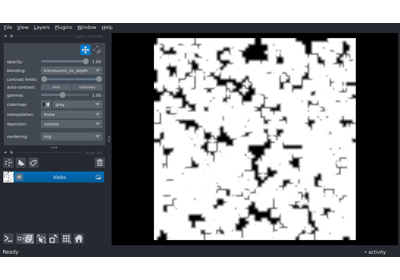 File View Layers Plugins Window Help
opacity: 1.00
blending: translucent_no_depth
contrast limits:
auto-contrast: once continuous
gamma: 1.00
colormap: gray
interpolation: linear
depiction: volume
rendering: mip
blobs
Ready
activity